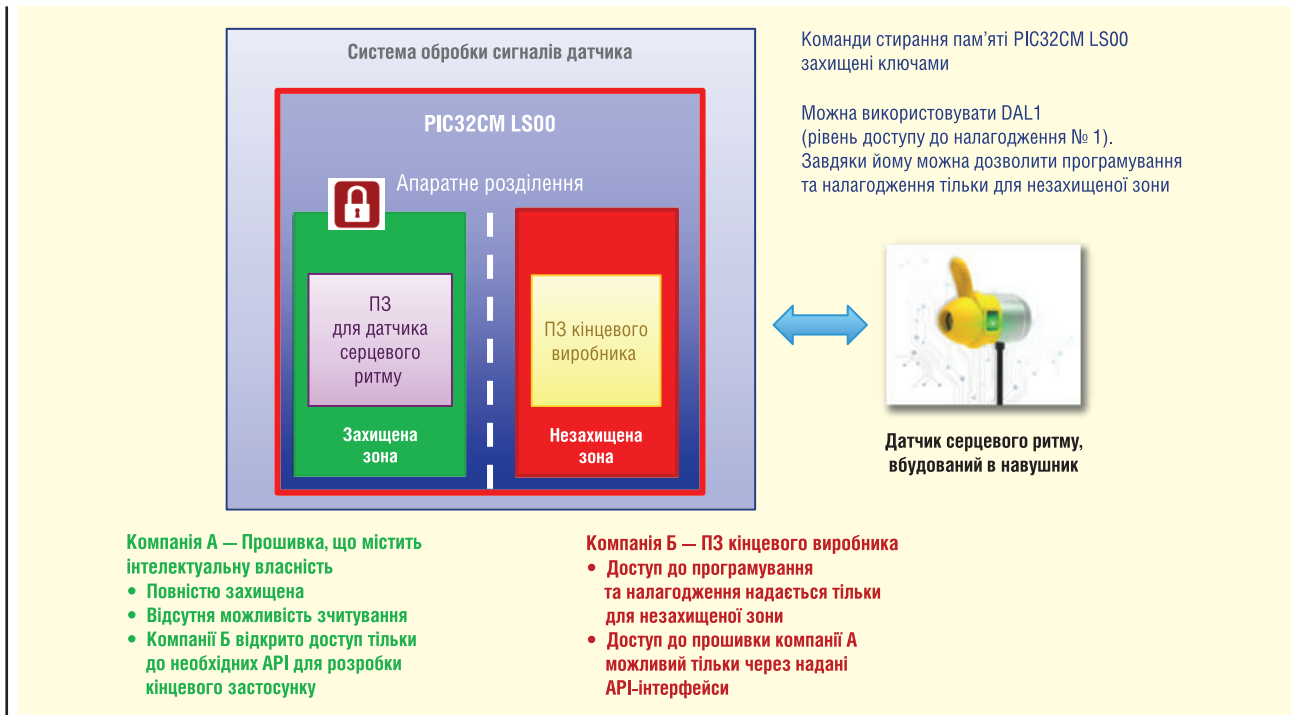 Система обробки сигналів датчика
PIC32CM LS00
Апаратне розділення
ПЗ
для датчика
серцевого
ритму
Захищена
зона
ПЗ кінцевого
виробника
Незахищена
зона
Команди стирання пам’яті PIC32CM LS00
захищені ключами
Можна використовувати DAL1
(рівень доступу до налагодження № 1).
Завдяки йому можна дозволити програмування
та налагодження тільки для незахищеної зони
Датчик серцевого ритму,
вбудований в навушник
Компанія А — Прошивка, що містить
інтелектуальну власність
• Повністю захищена
• Відсутня можливість зчитування
• Компанії Б відкрито доступ тільки
до необхідних API для розробки
кінцевого застосунку
Компанія Б — ПЗ кінцевого виробника
• Доступ до програмування
та налагодження надається тільки
для незахищеної зони
• Доступ до прошивки компанії А
можливий тільки через надані
API-інтерфейси